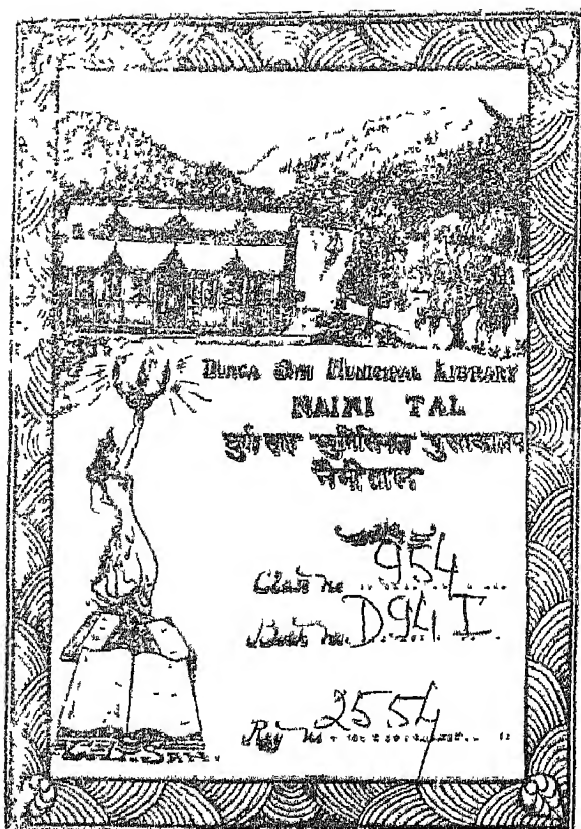 DURGA SAH MUNICIPAL LIBRARY
NAINI TAL
दुर्गा साह म्युनिसिपल पुस्तकालय
नैनीताल
Class no. 954
Book no. D94 I
Reg no. 2554